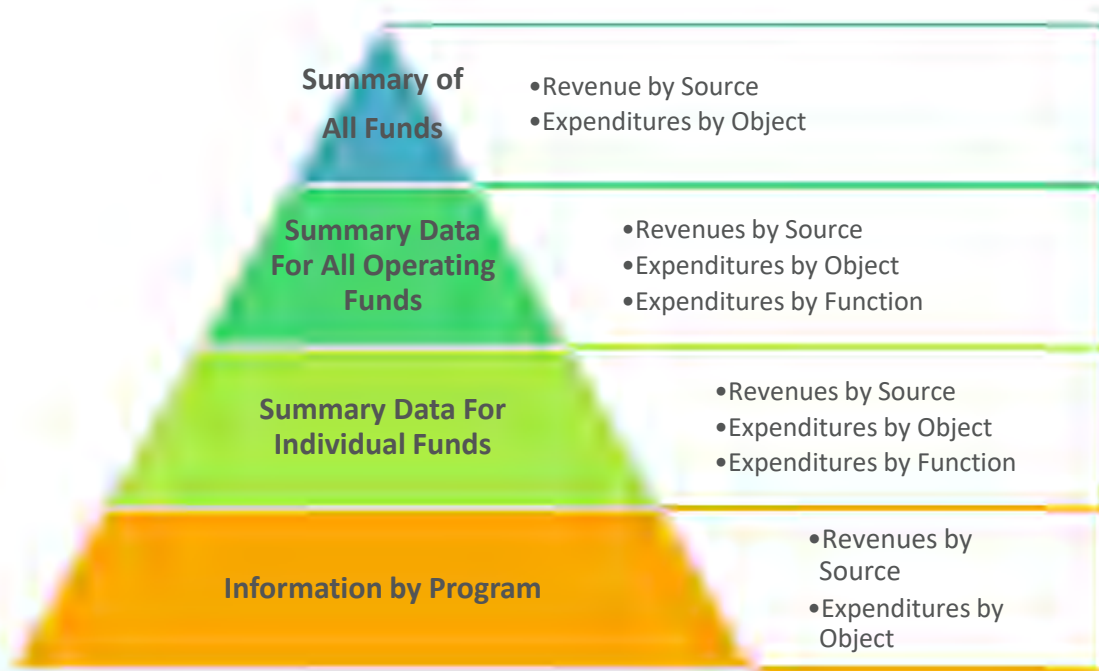 Summary of
All Funds
•Revenue by Source
•Expenditures by Object
Summary Data
For All Operating
Funds
•Revenues by Source
•Expenditures by Object
•Expenditures by Function
Summary Data For
Individual Funds
•Revenues by Source
•Expenditures by Object
•Expenditures by Function
Information by Program
•Revenues by
Source
•Expenditures by
Object